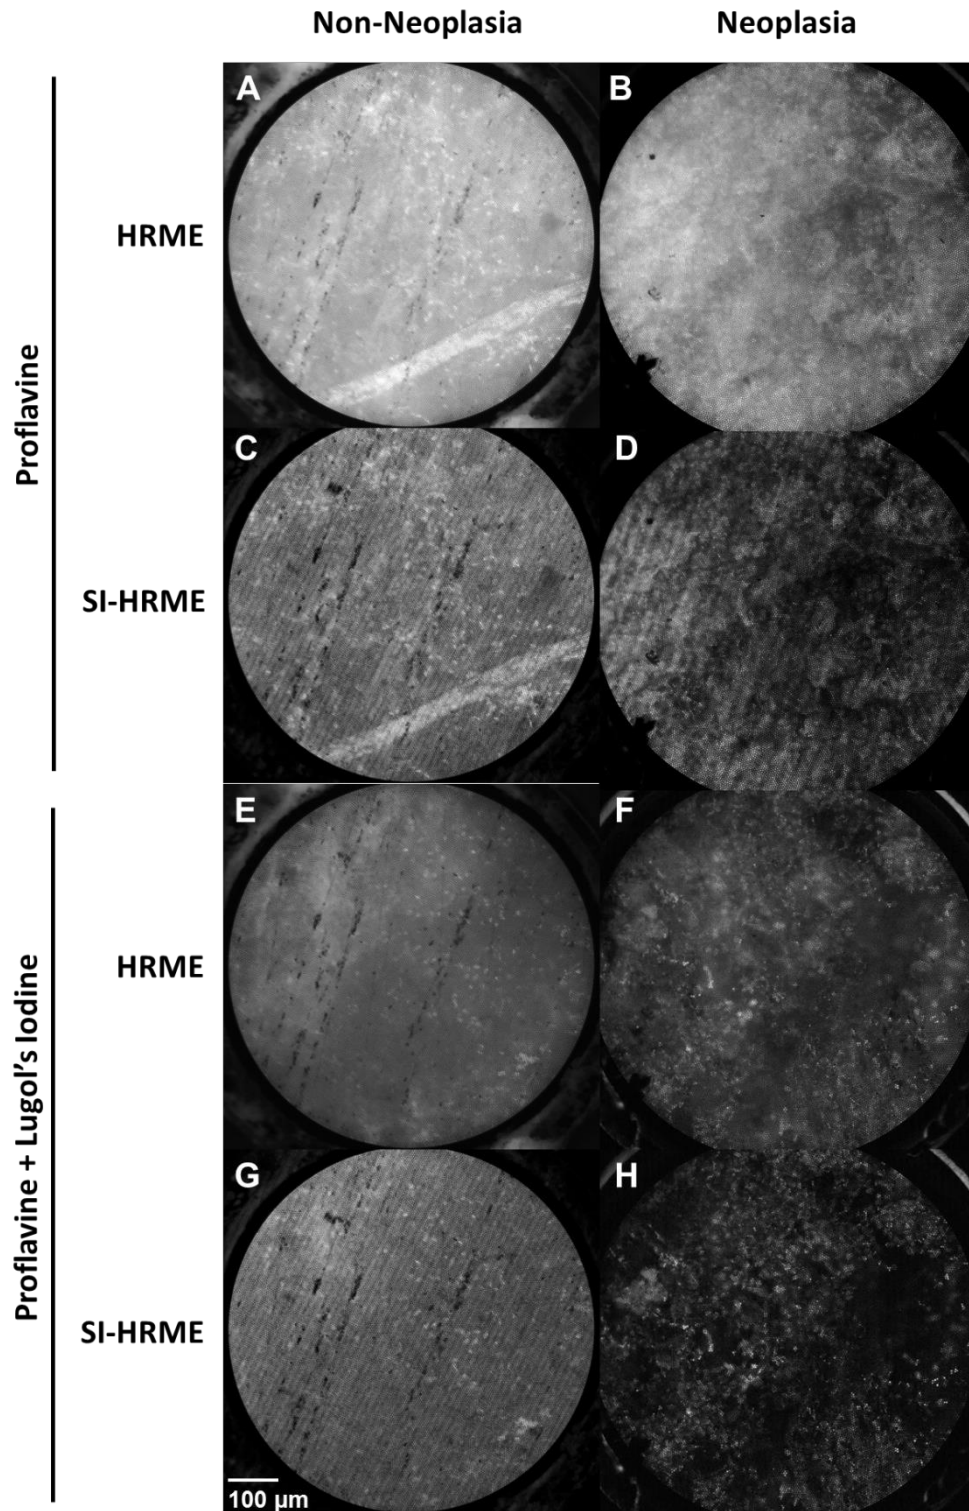 Non-Neoplasia Neoplasia
A B
HRME
Proflavine
C D
SI-HRME
E F
HRME
Proflavine + Lugol's Iodine
G H
SI-HRME
100 µm